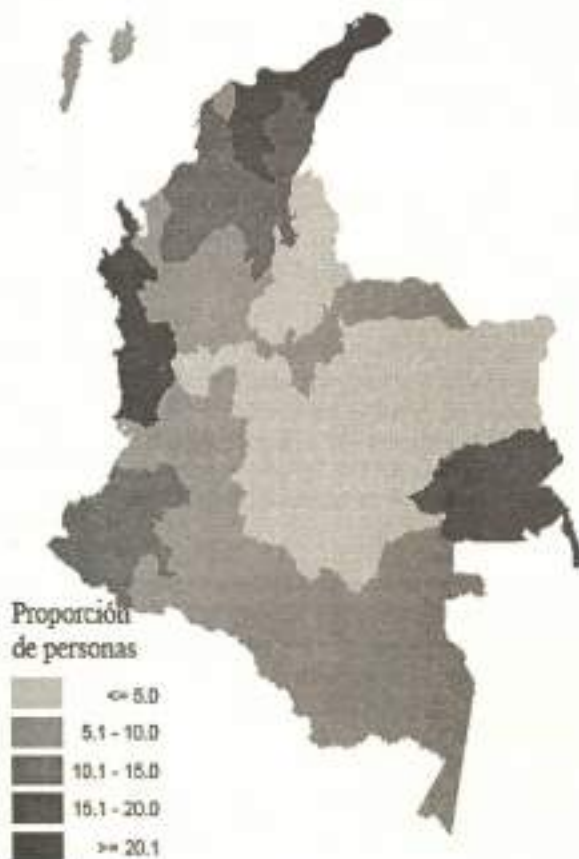 Proporción
de personas
<= 5.0
5.1 - 10.0
10.1 - 15.0
15.1 - 20.0
>= 20.1